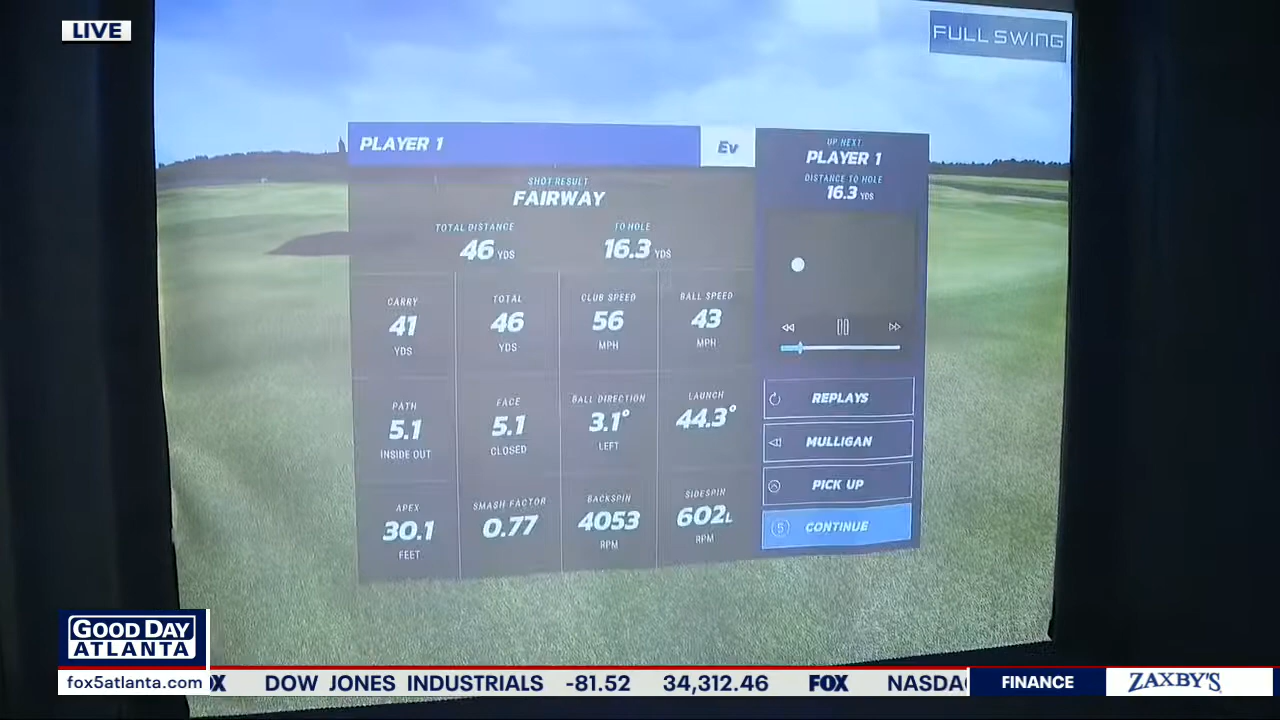 LIVE
FULL SWING
PLAYER 1
Ev
SHOT RESULT
FAIRWAY
TOTAL DISTANCE
46 YDS
TO HOLE
16.3 YDS
CARRY
41
YDS
TOTAL
46
YDS
CLUB SPEED
56
MPH
BALL SPEED
43
MPH
PATH
5.1
INSIDE OUT
FACE
5.1
CLOSED
BALL DIRECTION
3.1°
LEFT
LAUNCH
44.3°
APEX
30.1
FEET
SMASH FACTOR
0.77
BACKSPIN
4053
RPM
SIDESPIN
602L
RPM
UP NEXT
PLAYER 1
DISTANCE TO HOLE
16.3 YDS
REPLAYS
MULLIGAN
PICK UP
5 CONTINUE
GOOD DAY
ATLANTA
fox5atlanta.com
X DOW JONES INDUSTRIALS -81.52 34,312.46 FOX NASDA
FINANCE
ZAXBY'S